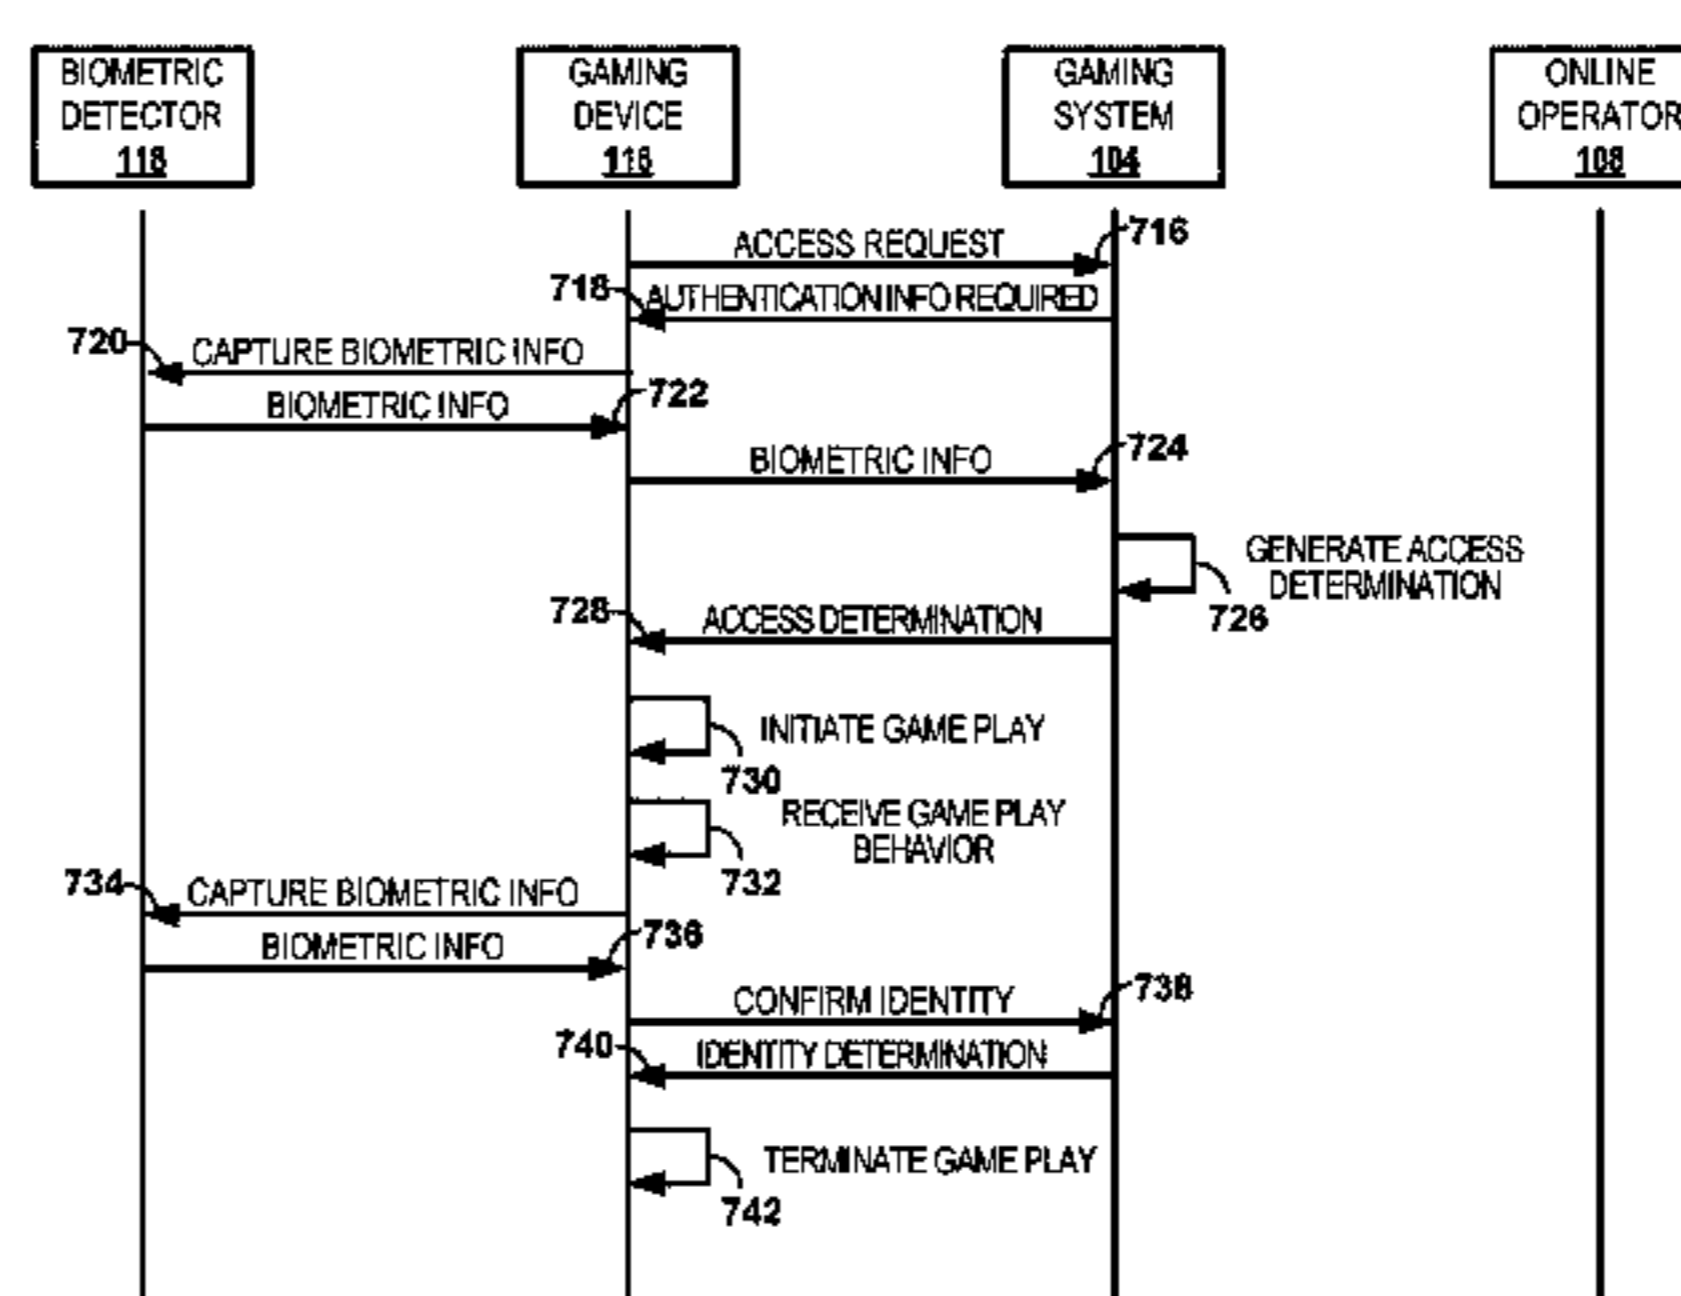 BIOMETRIC
DETECTOR
118
GAMING
DEVICE
116
GAMING
SYSTEM
104
ONLINE
OPERATOR
108
ACCESS REQUEST
716
718
AUTHENTICATION INFO REQUIRED
720
CAPTURE BIOMETRIC INFO
BIOMETRIC INFO
722
BIOMETRIC INFO
724
GENERATE ACCESS
DETERMINATION
726
728
ACCESS DETERMINATION
INITIATE GAME PLAY
730
RECEIVE GAME PLAY
BEHAVIOR
732
734
CAPTURE BIOMETRIC INFO
BIOMETRIC INFO
736
CONFIRM IDENTITY
738
740
IDENTITY DETERMINATION
TERMINATE GAME PLAY
742